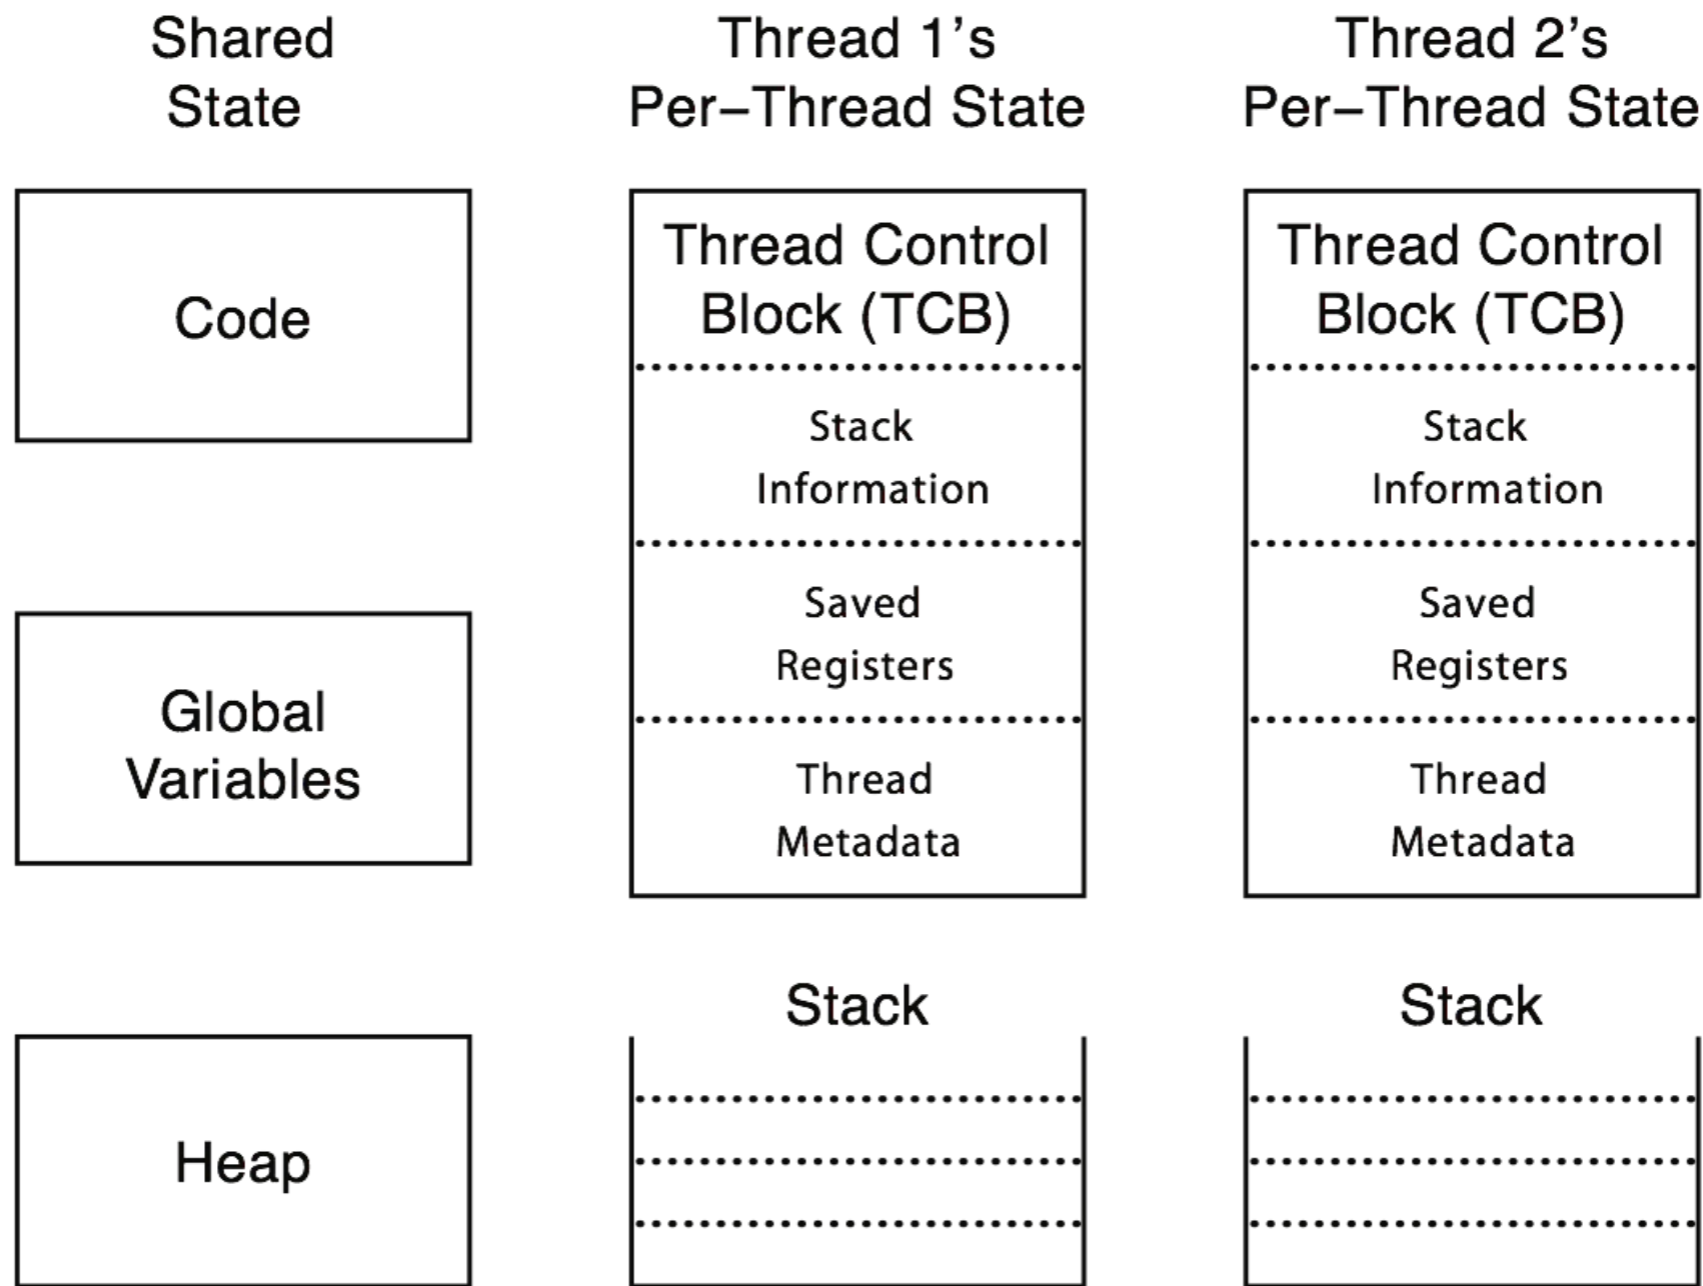 Shared
State
Code
Global
Variables
Heap
Thread 1’s
Per–Thread State
Thread Control
Block (TCB)
Stack
Information
Saved
Registers
Thread
Metadata
Stack
Thread 2’s
Per–Thread State
Thread Control
Block (TCB)
Stack
Information
Saved
Registers
Thread
Metadata
Stack